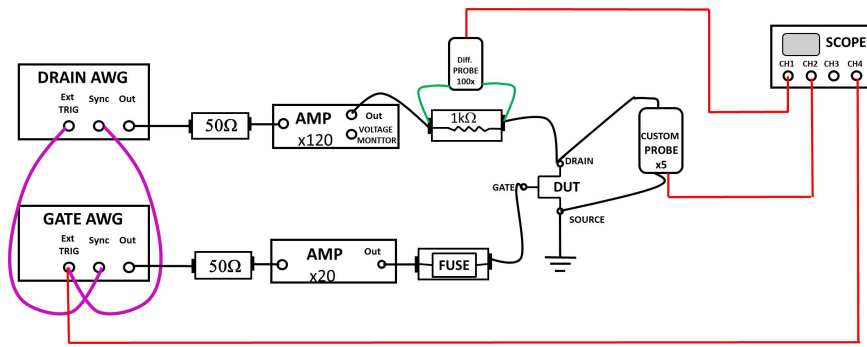 DRAIN AWG
Ext
TRIG
Sync
Out
50Ω
AMP
x120
Out
VOLTAGE
MONTTOR
Diff.
PROBE
100x
1kΩ
SCOPE
CH1
CH2
CH3
CH4
CUSTOM
PROBE
x5
DRAIN
GATE
DUT
SOURCE
GATE AWG
Ext
TRIG
Sync
Out
50Ω
AMP
x20
Out
FUSE